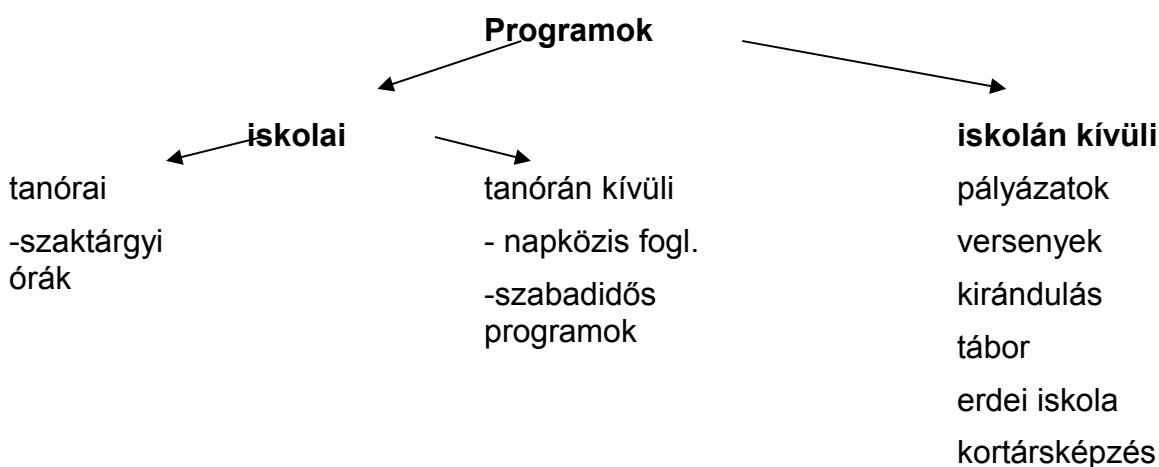 Programok
iskolai
iskolán kívüli
tanórai
-szaktárgyi
órák
tanórán kívüli
- napközis fogl.
-szabadidős
programok
pályázatok
versenyek
kirándulás
tábor
erdei iskola
kortársképzés